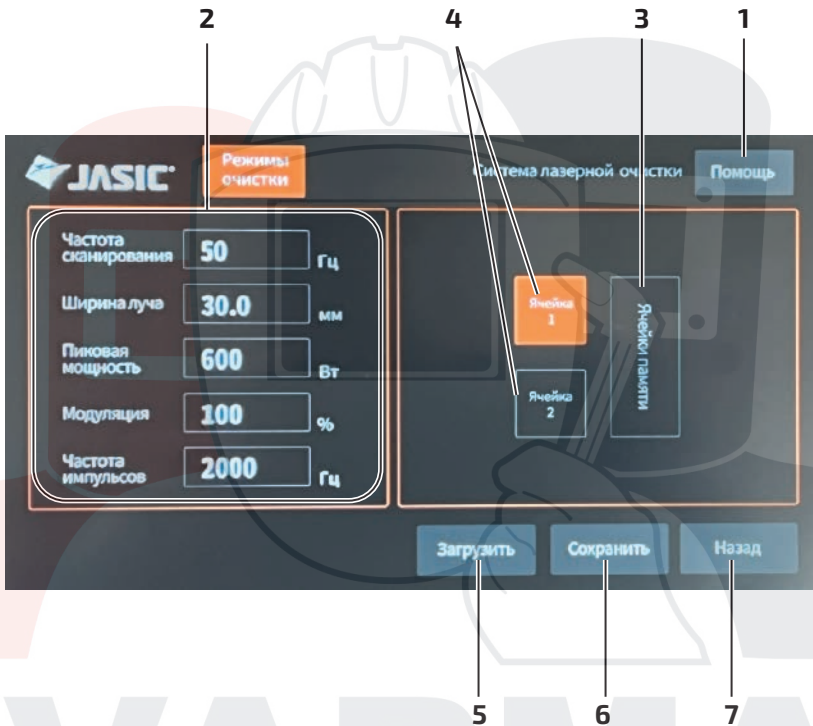 2
4
3
1
JASIC
Режимы
очистки
Система лазерной очистки
Помощь
Частота
сканирования
50
Гц
Ширина луча
30.0
мм
Пиковая
мощность
600
Вт
Модуляция
100
%
Частота
импульсов
2000
Гц
Ячейка
1
Ячейка
2
Ячейки памяти
Загрузить
Сохранить
Назад
5
6
7